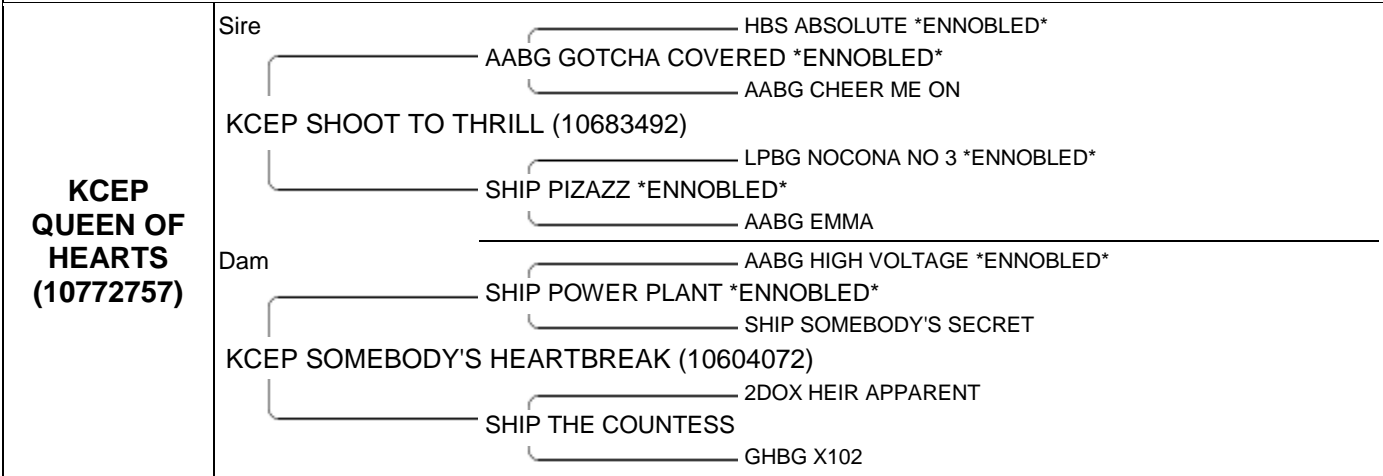 Sire
HBS ABSOLUTE *ENNOBLED*
AABG GOTCHA COVERED *ENNOBLED*
AABG CHEER ME ON
KCEP SHOOT TO THRILL (10683492)
LPBG NOCONA NO 3 *ENNOBLED*
SHIP PIZAZZ *ENNOBLED*
AABG EMMA
KCEP
QUEEN OF
HEARTS
(10772757)
Dam
AABG HIGH VOLTAGE *ENNOBLED*
SHIP POWER PLANT *ENNOBLED*
SHIP SOMEBODY'S SECRET
KCEP SOMEBODY'S HEARTBREAK (10604072)
2DOX HEIR APPARENT
SHIP THE COUNTESS
GHBG X102